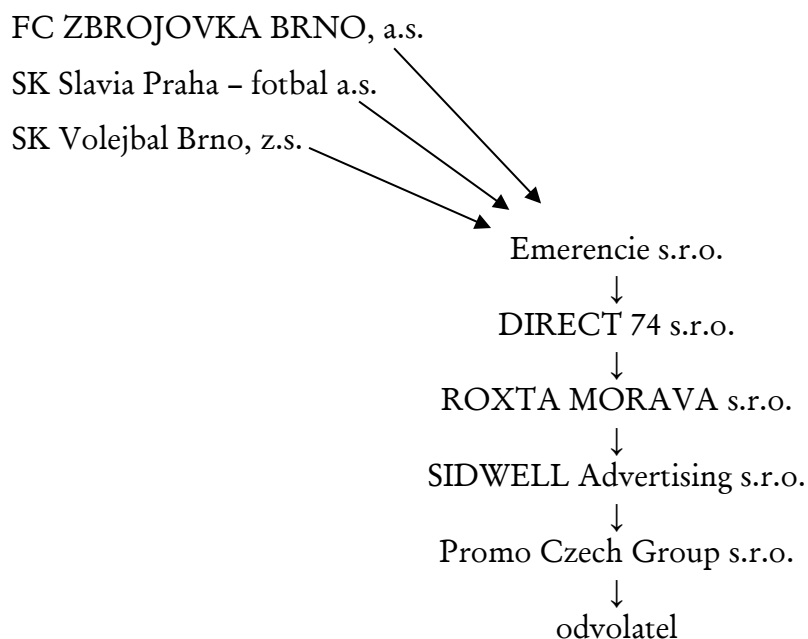 FC ZBROJOVKA BRNO, a.s.
SK Slavia Praha – fotbal a.s.
SK Volejbal Brno, z.s.
Emerencie s.r.o.
↓
DIRECT 74 s.r.o.
↓
ROXTA MORAVA s.r.o.
↓
SIDWELL Advertising s.r.o.
↓
Promo Czech Group s.r.o.
↓
odvolatel